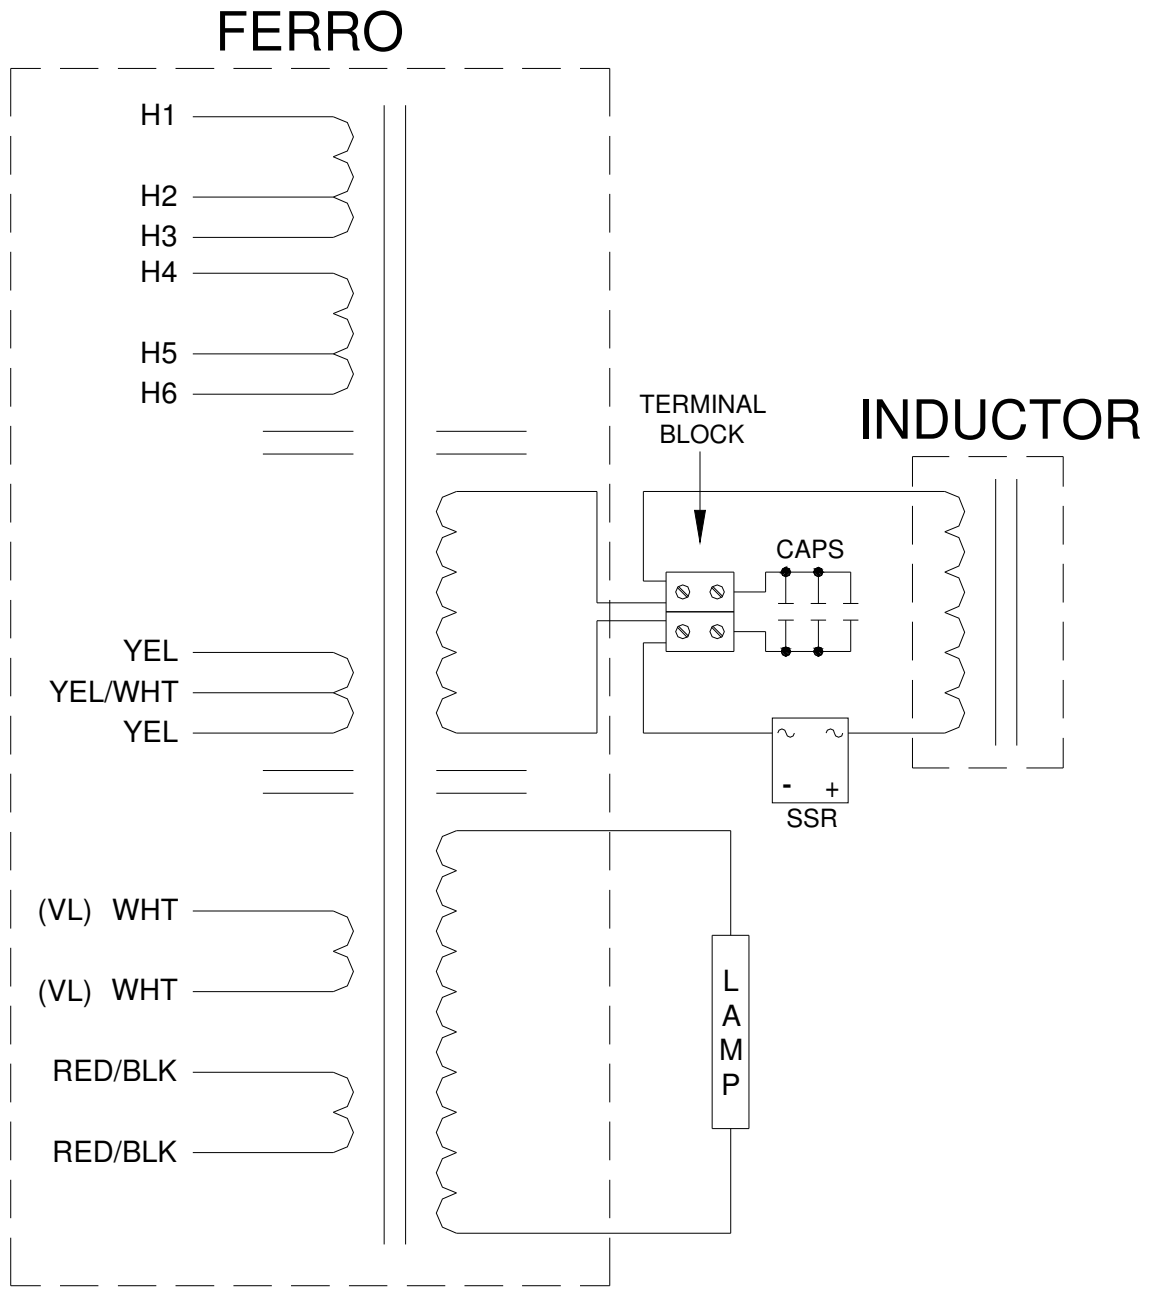 FERRO
H1
H2
H3
H4
H5
H6
TERMINAL
BLOCK
INDUCTOR
CAPS
YEL
YEL/WHT
YEL
- +
SSR
(VL) WHT
(VL) WHT
RED/BLK
RED/BLK
L
A
M
P